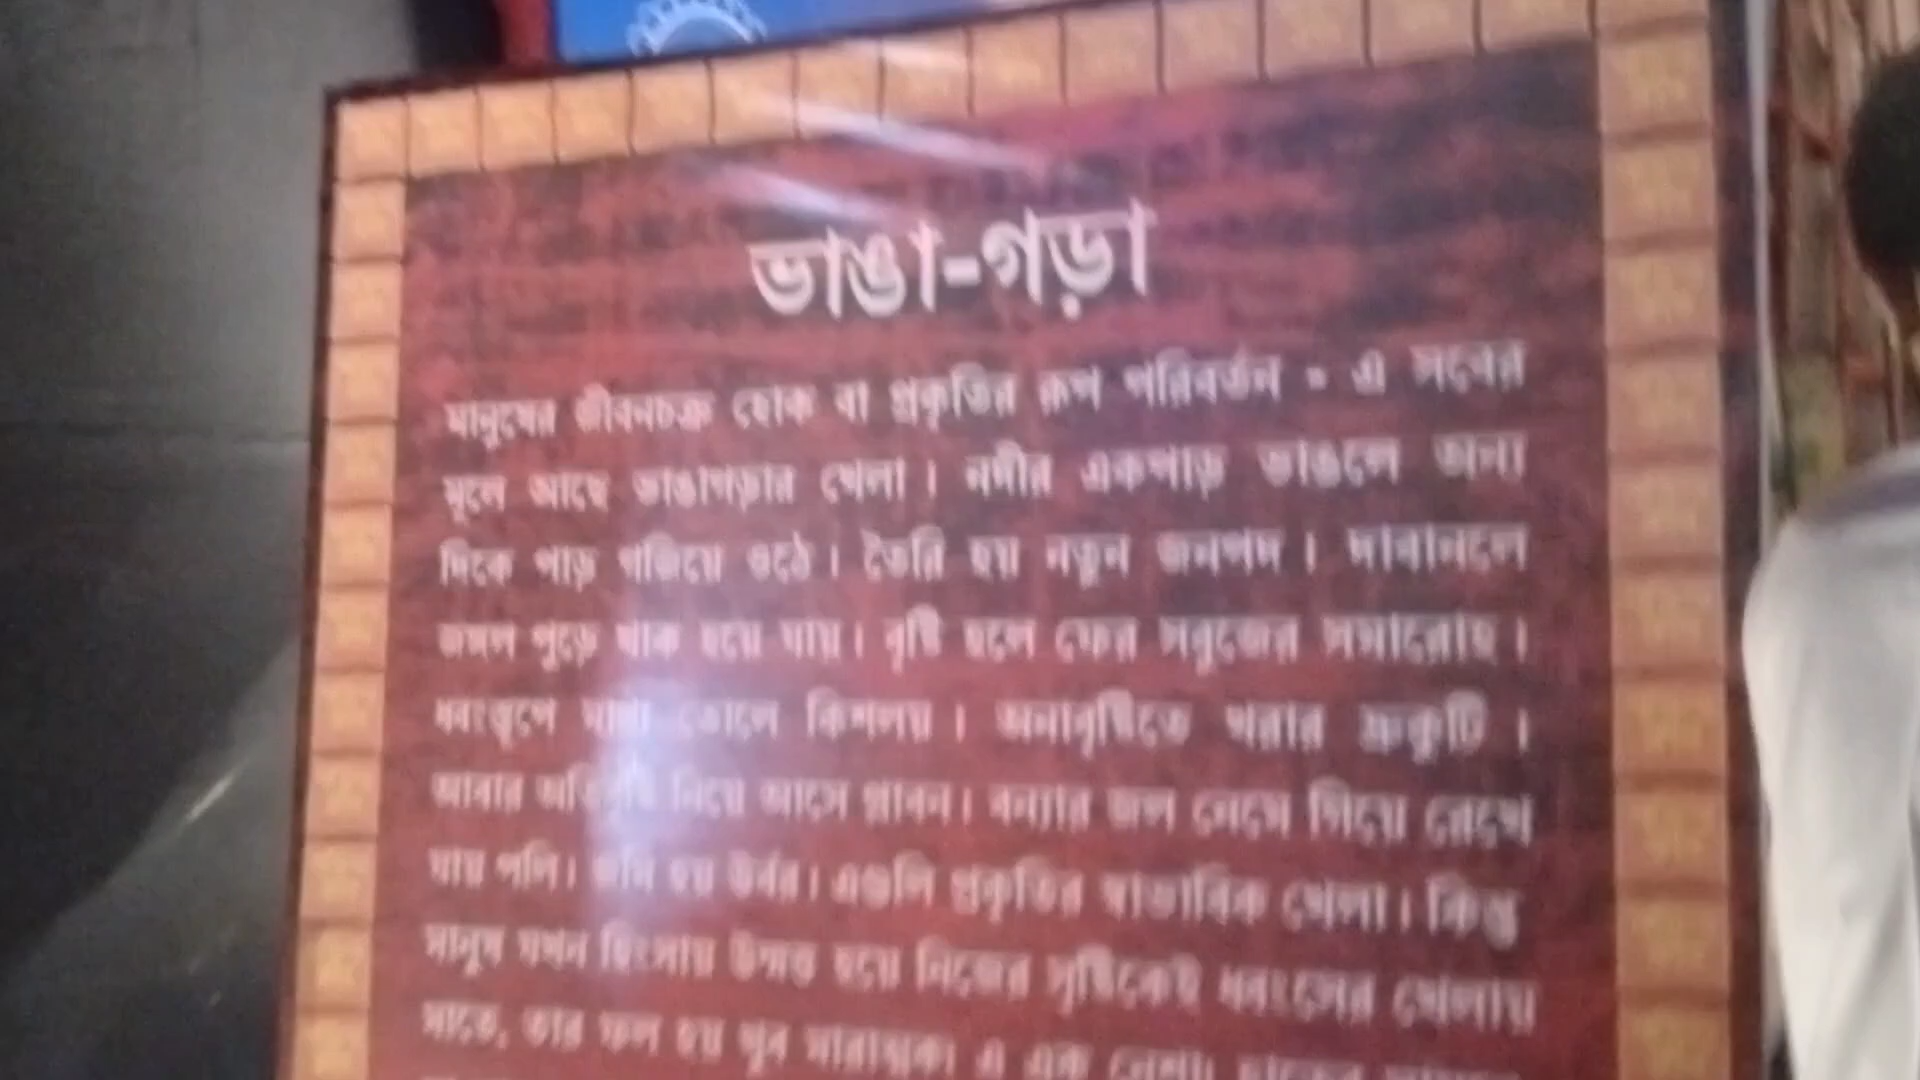 ভাঙা-গড়া
মানুষের জীবনচক্র হোক বা প্রকৃতির রূপ পরিবর্তন - এ সবের
মূলে আছে ভাঙাগড়ার খেলা । নদীর একপাড় ভাঙলে অন্য
দিকে পাড় গজিয়ে ওঠে । তৈরি হয় নতুন জনপদ । দাবানলে
জঙ্গল পুড়ে খাক হয়ে যায় । বৃষ্টি হলে ফের সবুজের সমারোহ ।
ধ্বংস্তূপে মাথা তোলে কিশলয় । অনাবৃষ্টিতে খরার ভ্রুকুটি ।
আবার অতিবৃষ্টি নিয়ে আসে প্লাবন । বন্যার জল নেমে গিয়ে রেখে
যায় পলি । জমি হয় উর্বর । এগুলি প্রকৃতির স্বাভাবিক খেলা । কিন্তু
মানুষ যখন হিংসায় উন্মত্ত হয়ে নিজের সৃষ্টিকেই ধ্বংসের খেলায়
মাতে, তার ফল হয় খুব মারাত্মক। এ এক নেশা।